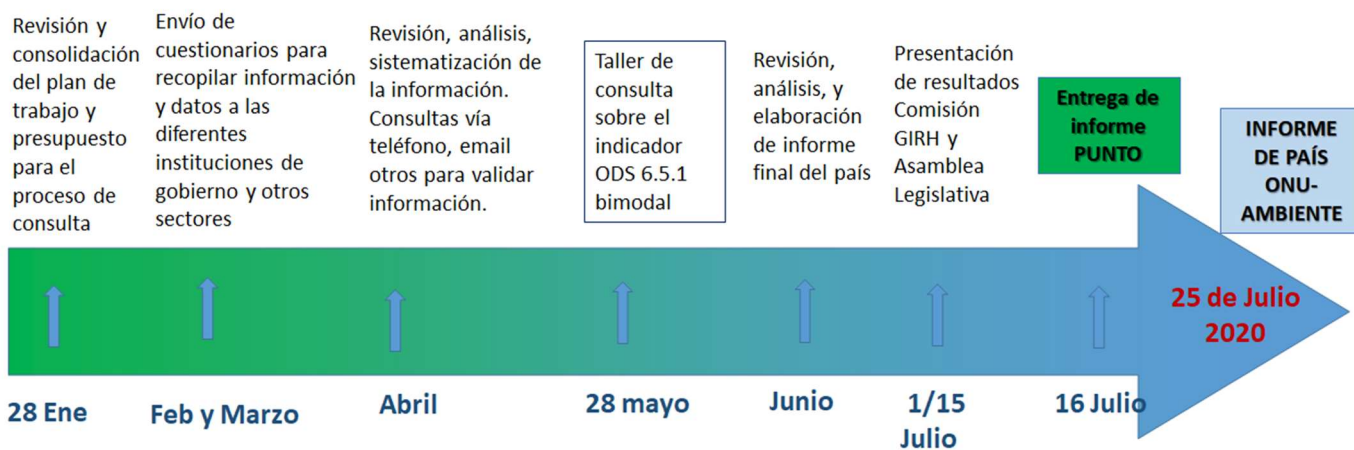 Revisión y
consolidación
del plan de
trabajo y
presupuesto
para el
proceso de
consulta
Envío de
cuestionarios para
recopilar información
y datos a las
diferentes
instituciones de
gobierno y otros
sectores
Revisión, análisis,
sistematización de
la información.
Consultas vía
teléfono, email
otros para validar
información.
Taller de
consulta
sobre el
indicador
ODS 6.5.1
bimodal
Revisión,
análisis, y
elaboración
de informe
final del país
Presentación
de resultados
Comisión
GIRH y
Asamblea
Legislativa
Entrega de
informe
PUNTO
INFORME
DE PAÍS
ONU-
AMBIENTE
25 de Julio
2020
28 Ene
Feb y Marzo
Abril
28 mayo
Junio
1/15
Julio
16 Julio